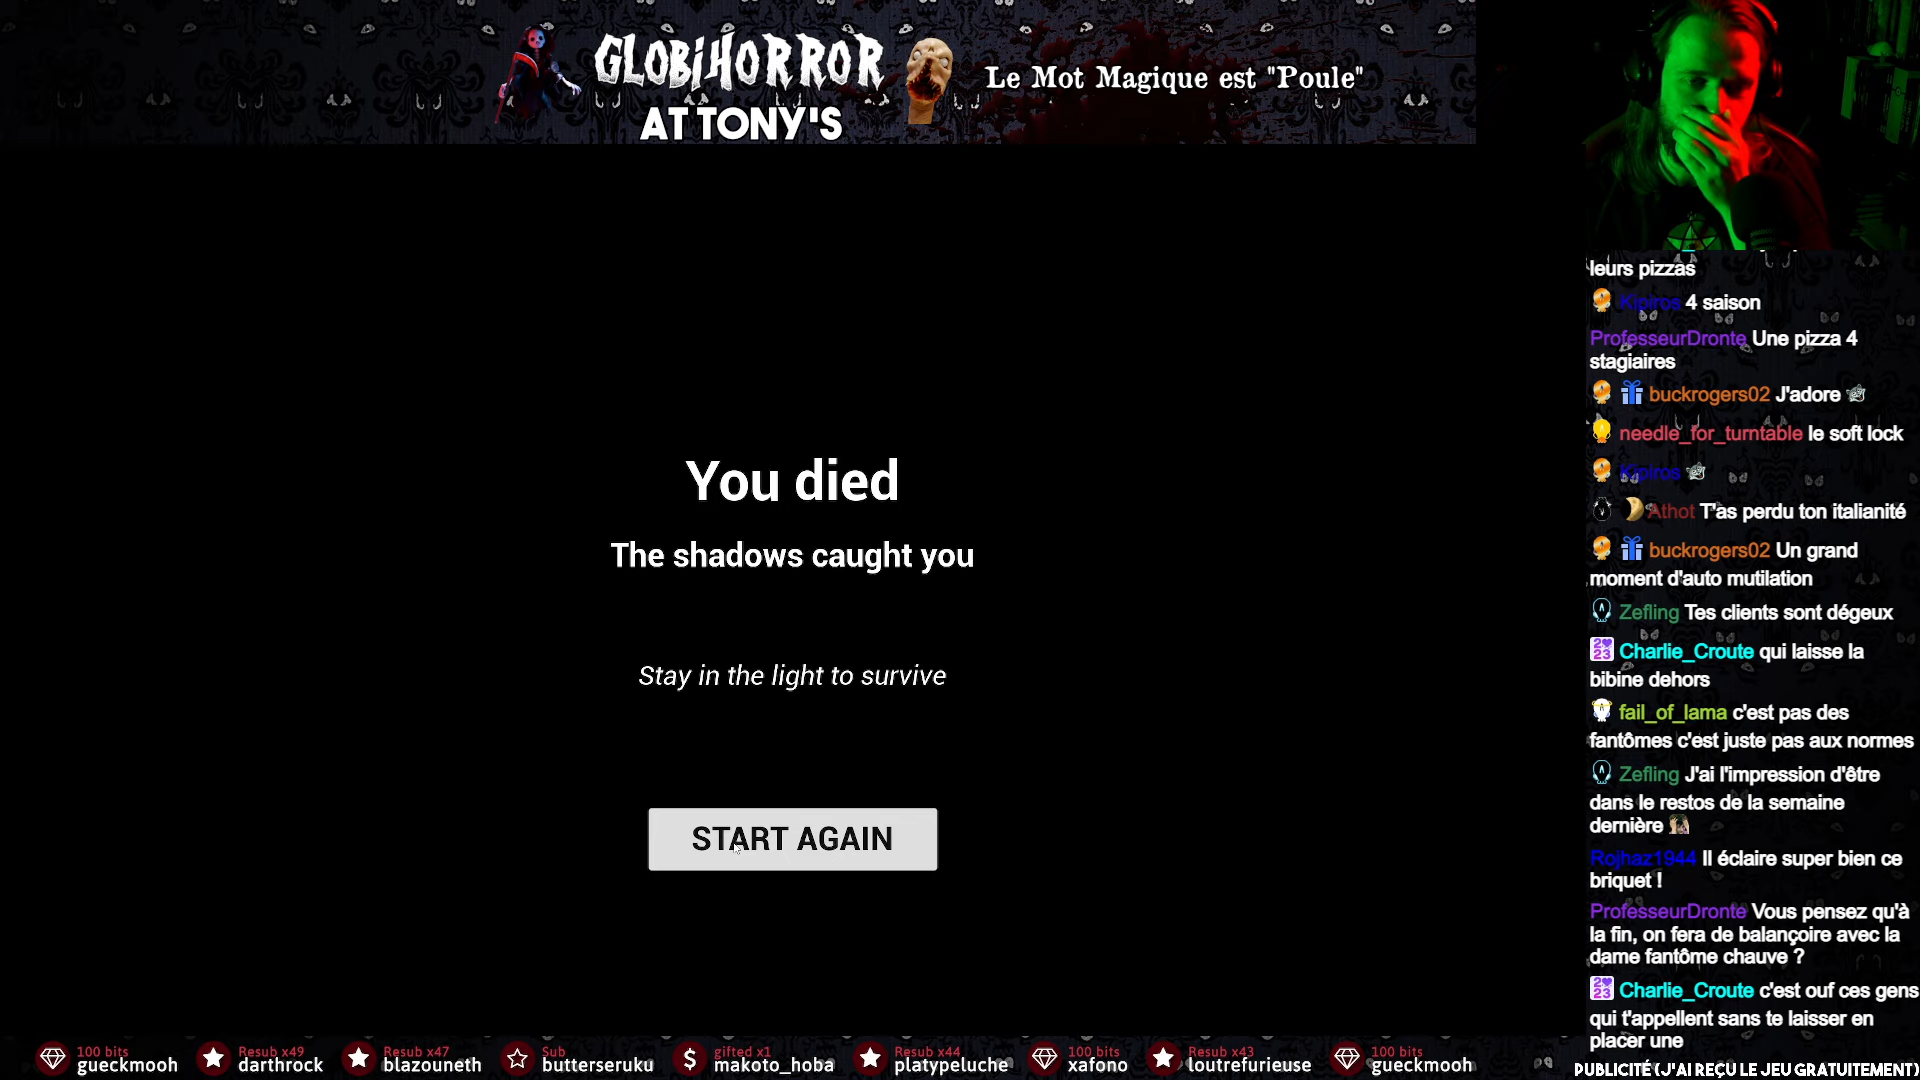 GLOBIHORROR
AT TONY'S
Le Mot Magique est "Poule"
You died
The shadows caught you
Stay in the light to survive
START AGAIN
leurs pizzas
Kipiros 4 saison
ProfesseurDronte Une pizza 4
stagiaires
buckrogers02 J'adore
needle_for_turntable le soft lock
Kipiros
Athot T'as perdu ton italianité
buckrogers02 Un grand
moment d'auto mutilation
Zefling Tes clients sont dégeux
Charlie_Croute qui laisse la
bibine dehors
fail_of_lama c'est pas des
fantômes c'est juste pas aux normes
Zefling J'ai l'impression d'être
dans le restos de la semaine
dernière
Rojhaz1944 Il éclaire super bien ce
briquet !
ProfesseurDronte Vous pensez qu'à
la fin, on fera de balançoire avec la
dame fantôme chauve ?
Charlie_Croute c'est ouf ces gens
qui t'appellent sans te laisser en
placer une
100 bits
gueckmooh
Resub x49
darthrock
Resub x47
blazouneth
Sub
butterseruku
gifted x1
makoto_hoba
Resub x44
platypeluche
100 bits
xafono
Resub x43
loutrefurieuse
100 bits
gueckmooh
PUBLICITÉ (J'AI REÇU LE JEU GRATUITEMENT)